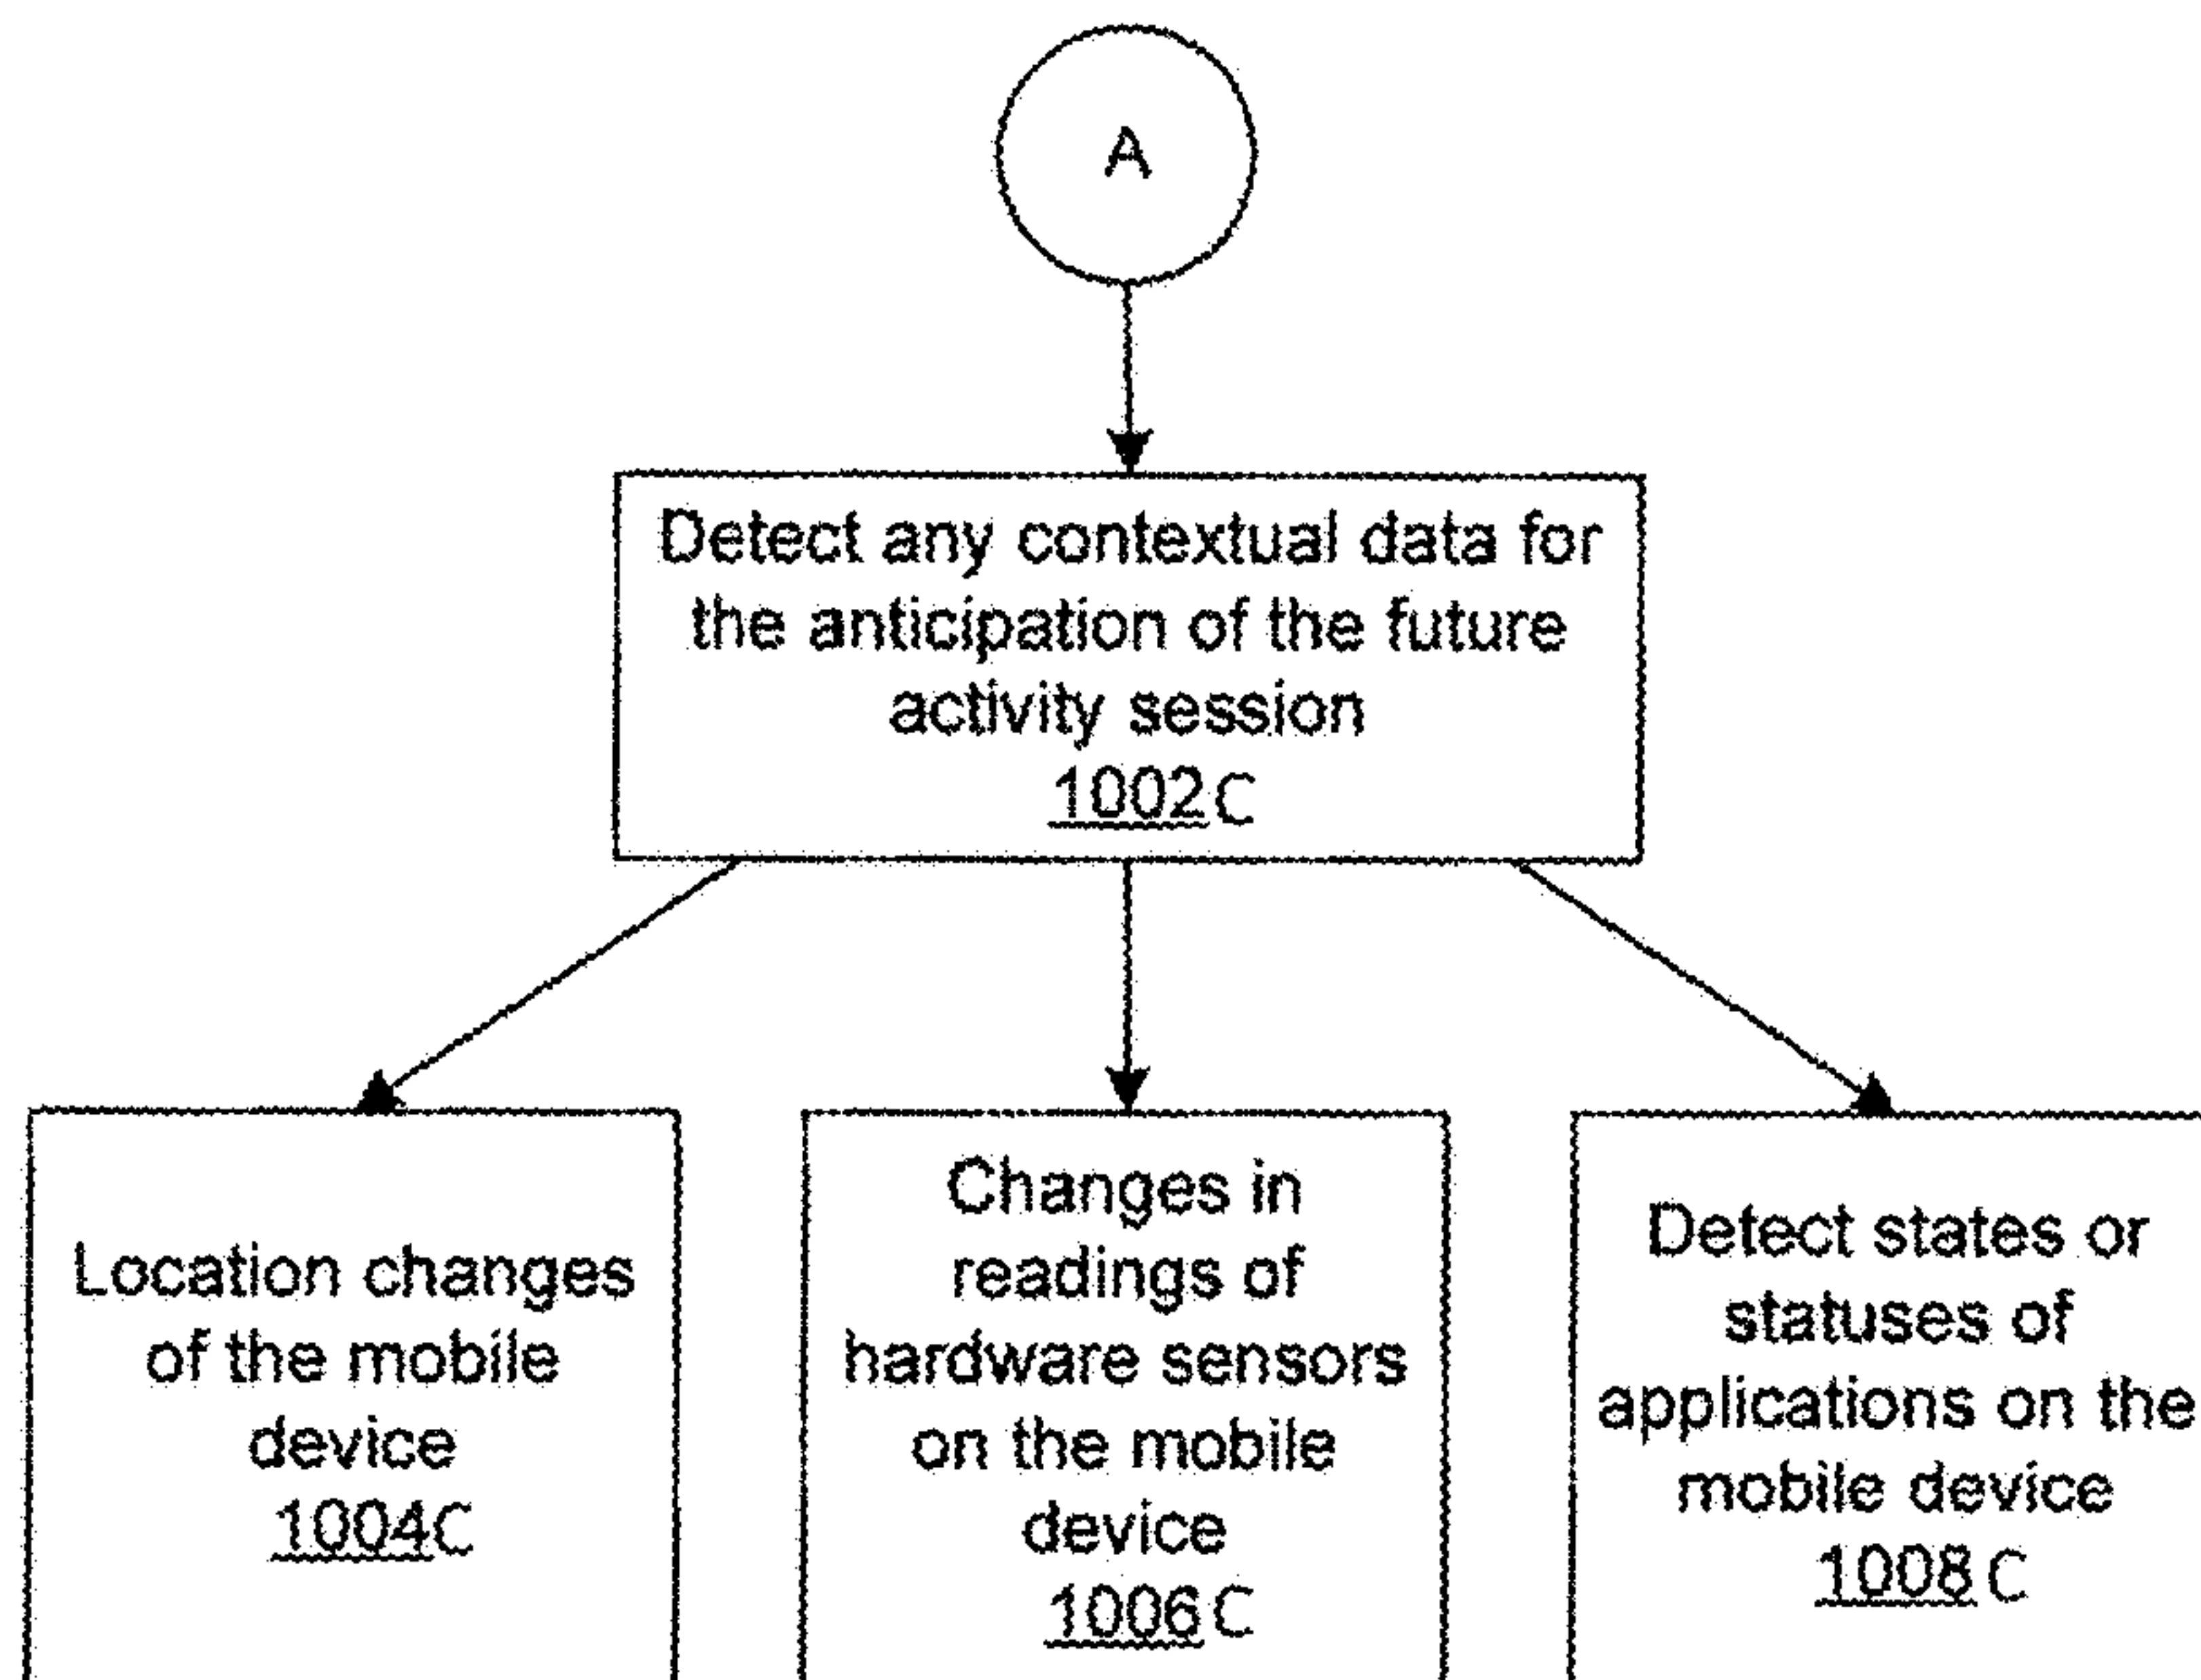 A
Detect any contextual data for
the anticipation of the future
activity session
1002C
Location changes
of the mobile
device
1004C
Changes in
readings of
hardware sensors
on the mobile
device
1006C
Detect states or
statuses of
applications on the
mobile device
1008C